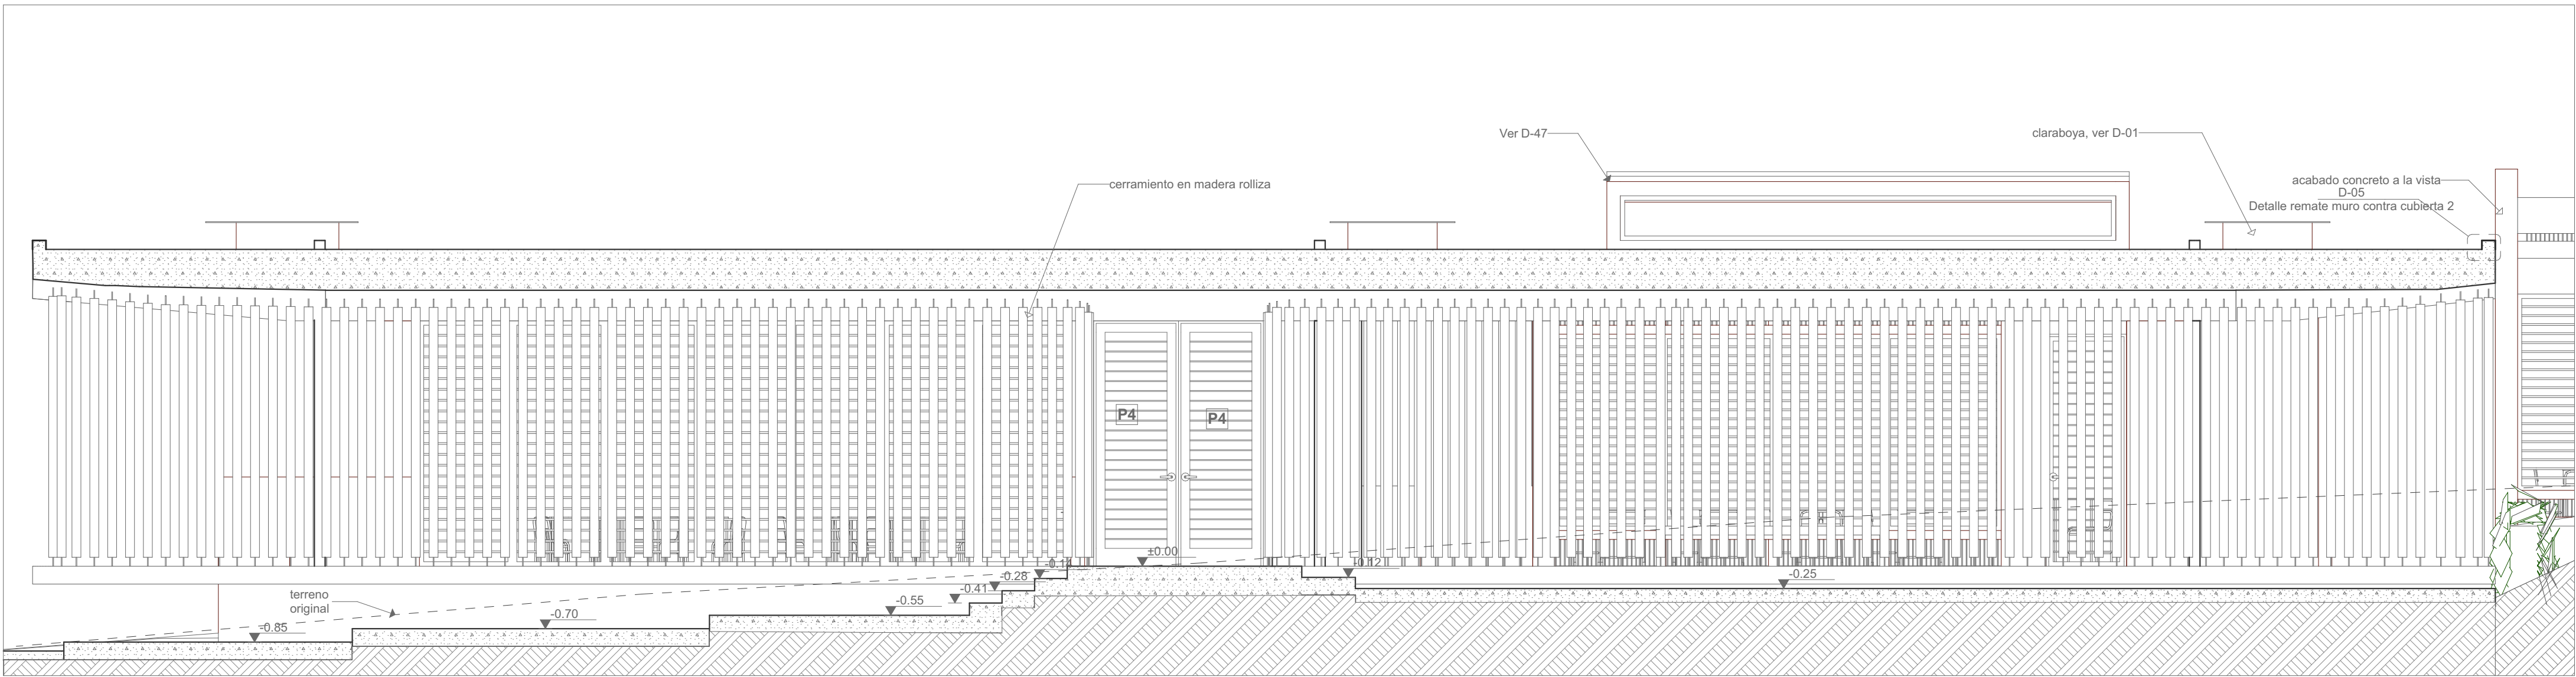 Ver D-47
claraboya, ver D-01
cerramiento en madera rolliza
acabado concreto a la vista
D-05
Detalle remate muro contra cubierta 2
P4
P4
±0.00
-0.12
-0.28
-0.25
-0.41
terreno
original
-0.55
-0.70
-0.85